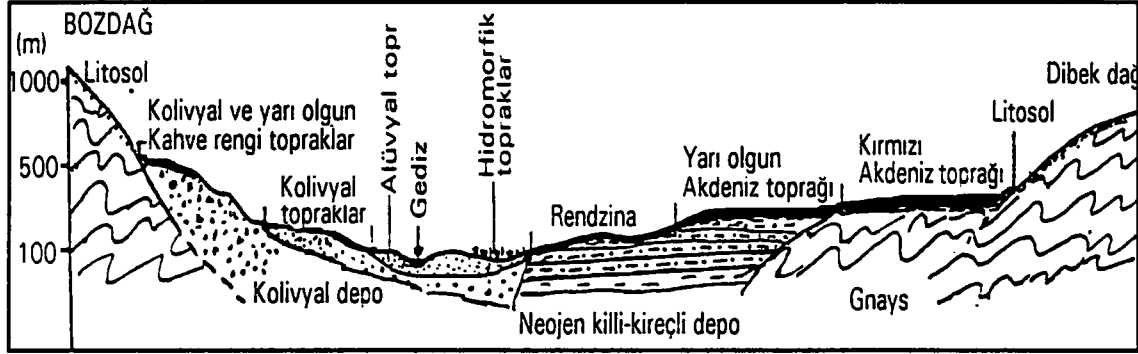 BOZDAĞ
(m)
1000
500
100
Litosol
Kolivyal ve yarı olgun
Kahve rengi topraklar
Kolivyal
topraklar
Alüvyal topr
Gediz
Hidromorfik
topraklar
Rendzina
Yarı olgun
Akdeniz toprağı
Kırmızı
Akdeniz toprağı
Litosol
Dibek dağ
Kolivyal depo
Neojen killi-kireçli depo
Gnays